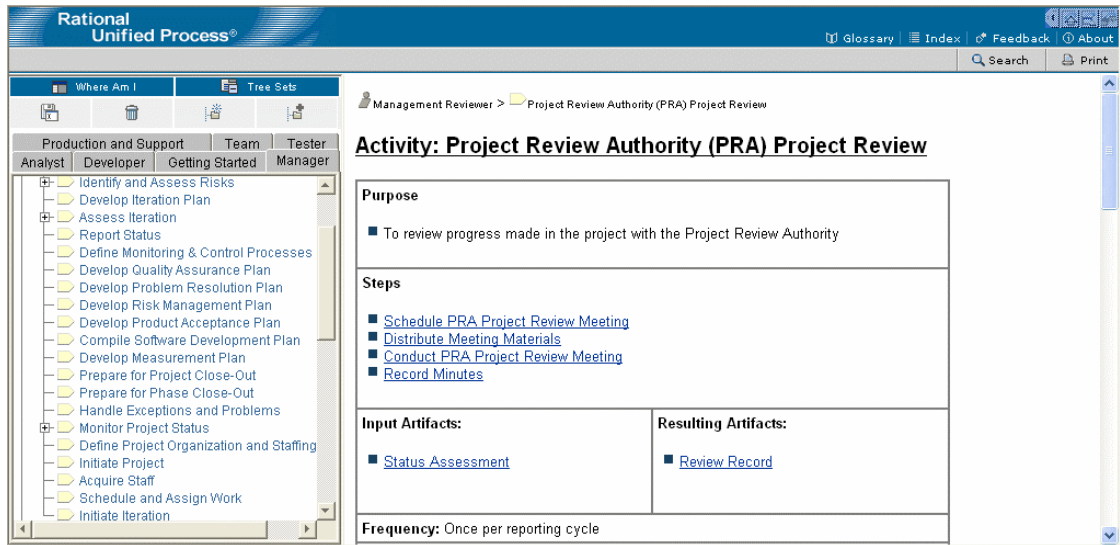 Rational
Unified Process®
Glossary | Index | Feedback | About
Search | Print
Where Am I
Tree Sets
Production and Support
Team
Tester
Analyst
Developer
Getting Started
Manager
Identify and Assess Risks
Develop Iteration Plan
Assess Iteration
Report Status
Define Monitoring & Control Processes
Develop Quality Assurance Plan
Develop Problem Resolution Plan
Develop Risk Management Plan
Develop Product Acceptance Plan
Compile Software Development Plan
Develop Measurement Plan
Prepare for Project Close-Out
Prepare for Phase Close-Out
Handle Exceptions and Problems
Monitor Project Status
Define Project Organization and Staffing
Initiate Project
Acquire Staff
Schedule and Assign Work
Initiate Iteration
Management Reviewer > Project Review Authority (PRA) Project Review
Activity: Project Review Authority (PRA) Project Review
Purpose
To review progress made in the project with the Project Review Authority
Steps
Schedule PRA Project Review Meeting
Distribute Meeting Materials
Conduct PRA Project Review Meeting
Record Minutes
Input Artifacts:
Status Assessment
Resulting Artifacts:
Review Record
Frequency: Once per reporting cycle